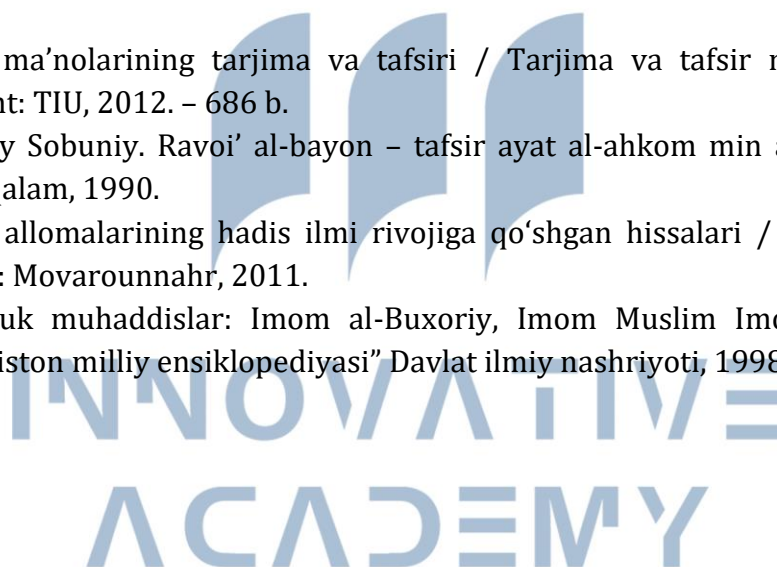 ma’nolarining tarjima va tafsiri / Tarjima va tafsir
nt: TIU, 2012. – 686 b.
y Sobuniy. Ravoi’ al-bayon – tafsir ayat al-ahkom min
alam, 1990.
allomalarining hadis ilmi rivojiga qo‘shgan hissalari /
: Movarounnahr, 2011.
uk muhaddislar: Imom al-Buxoriy, Imom Muslim Imo
iston milliy ensiklopediyasi” Davlat ilmiy nashriyoti, 1998
INNOVATIVE
ACADEMY